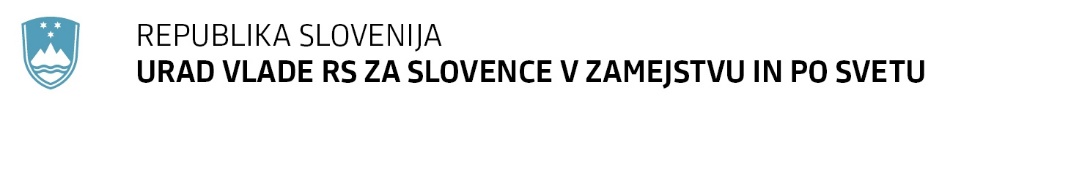 REPUBLIKA SLOVENIJA
URAD VLADE RS ZA SLOVENCE V ZAMEJSTVU IN PO SVETU